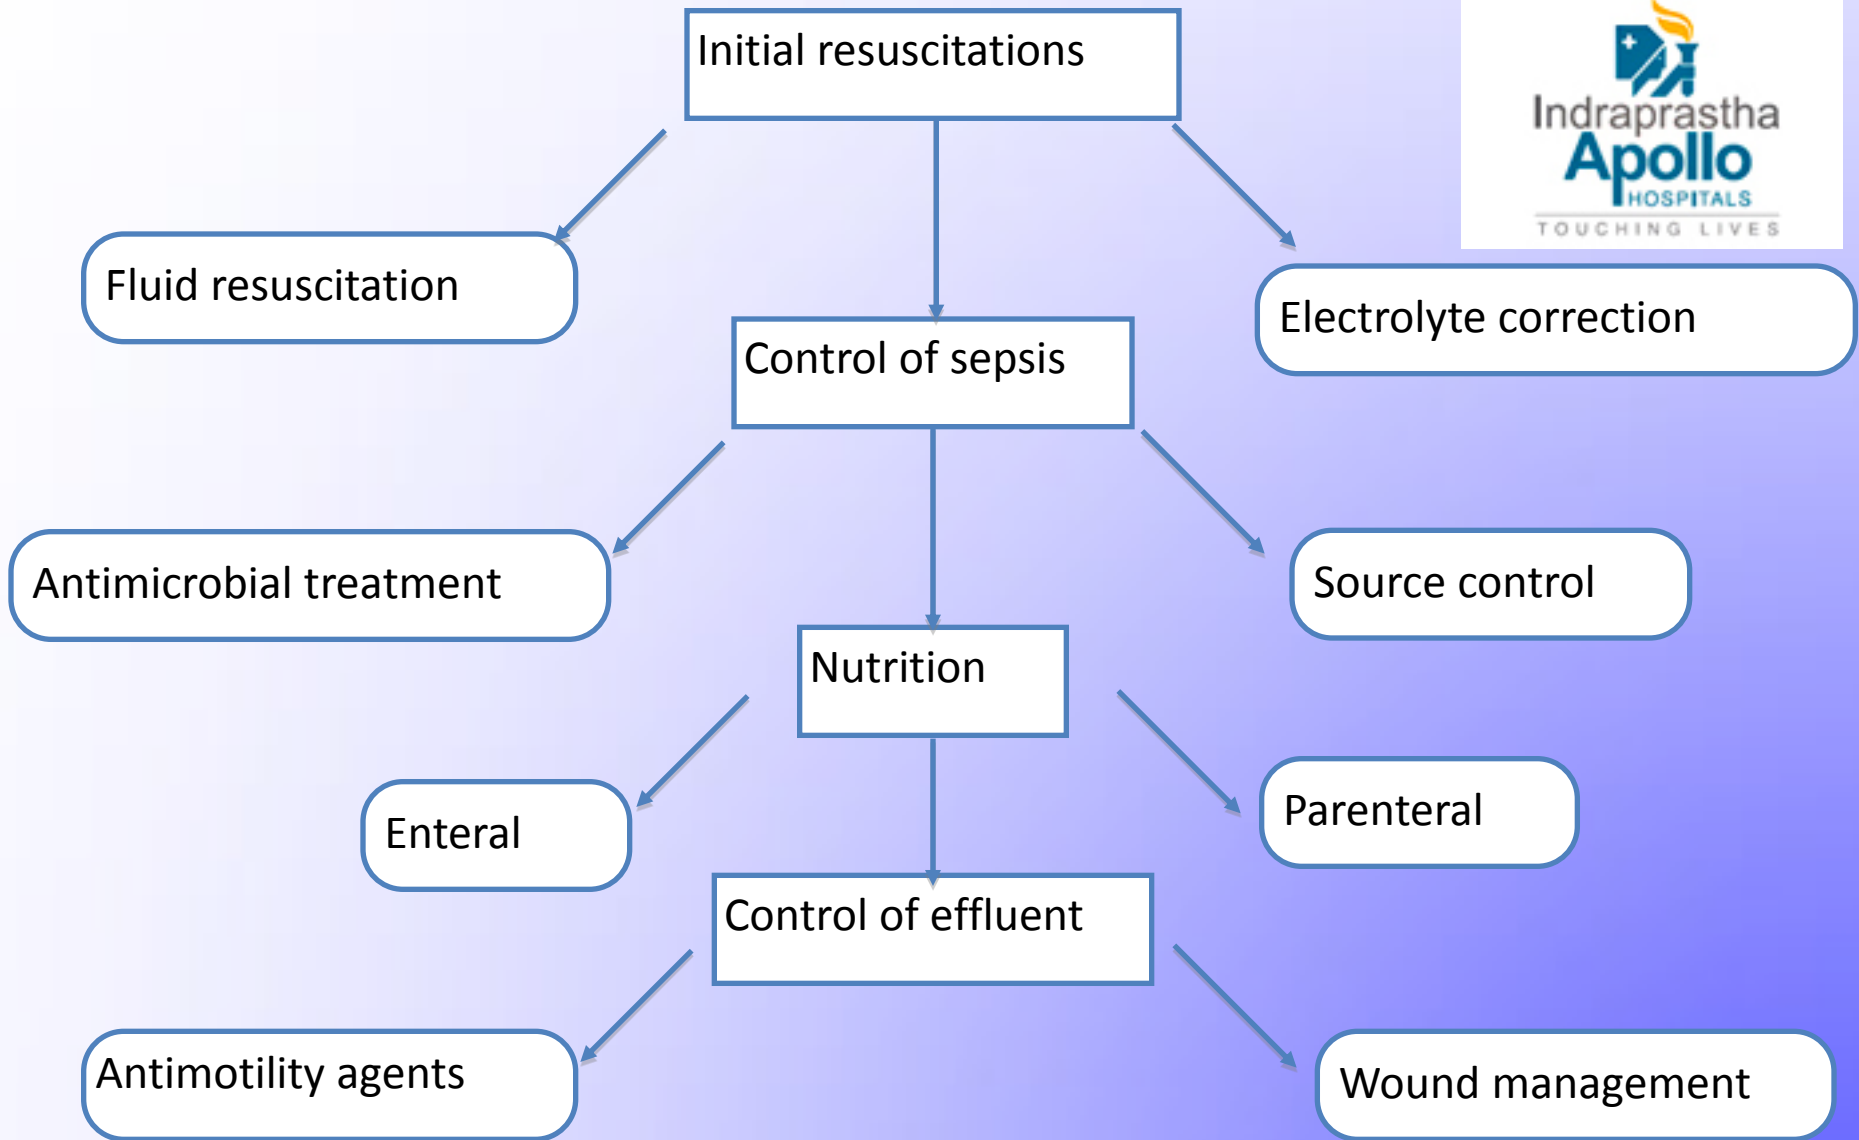 Initial resuscitations
Indraprastha
Apollo
HOSPITALS
TOUCHING LIVES
Fluid resuscitation
Electrolyte correction
Control of sepsis
Antimicrobial treatment
Source control
Nutrition
Enteral
Parenteral
Control of effluent
Antimotility agents
Wound management